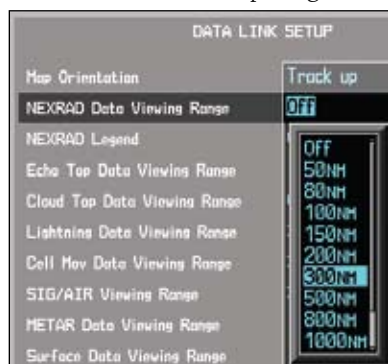 DATA LINK SETUP
Map Orientation
Track up
NEXRAD Data Viewing Range
Off
NEXRAD Legend
Echo Top Data Viewing Range
Cloud Top Data Viewing Range
Lightning Data Viewing Range
Cell Mov Data Viewing Range
SIG/AIR Viewing Range
METAR Data Viewing Range
Surface Data Viewing Range
Off
50NM
80NM
100NM
150NM
200NM
300NM
500NM
800NM
1000NM